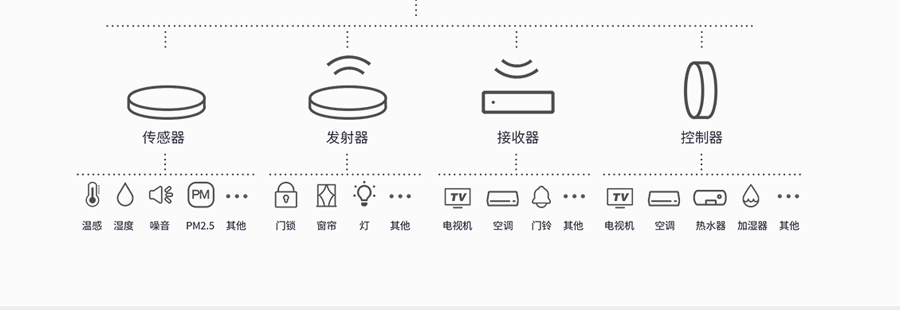 传感器 发射器 接收器 控制器
PM TV TV
温感 湿度 噪音 PM2.5 其他 门锁 窗帘 灯 其他 电视机 空调 门铃 其他 电视机 空调 热水器 加湿器 其他